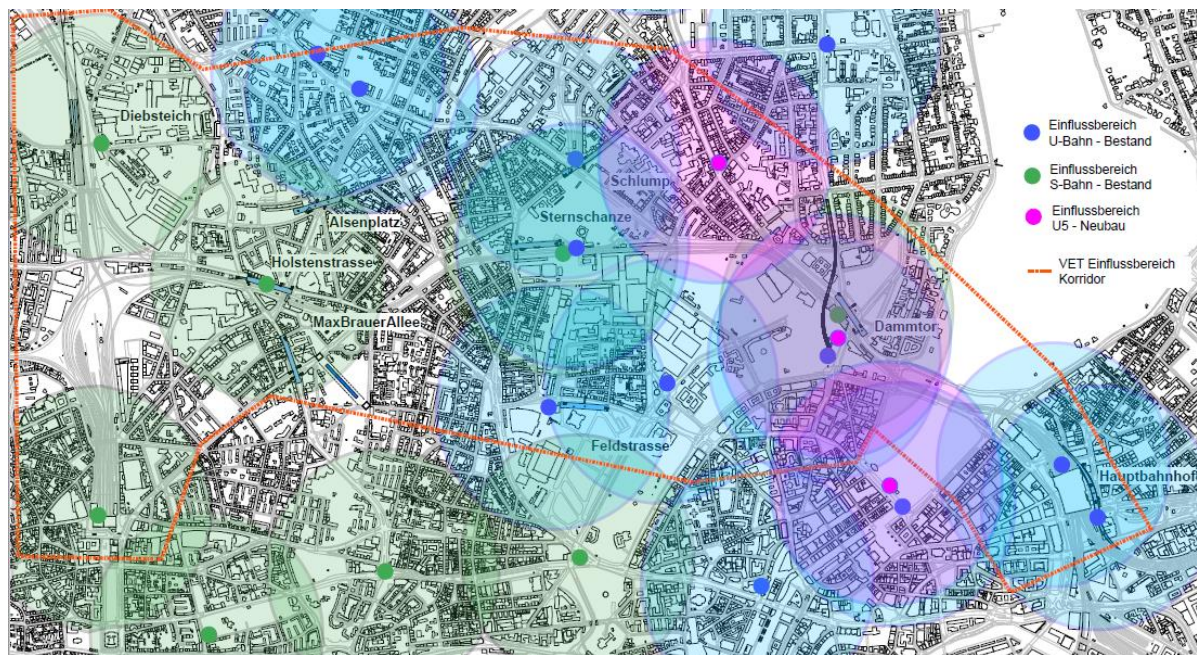 Diebsteich
Schlump
Sternschanze
Alsenplatz
Holstenstrasse
MaxBrauerAllee
Dammtor
Feldstrasse
Hauptbahnhof
Einflussbereich
U-Bahn - Bestand
Einflussbereich
S-Bahn - Bestand
Einflussbereich
U5 - Neubau
VET Einflussbereich
Korridor